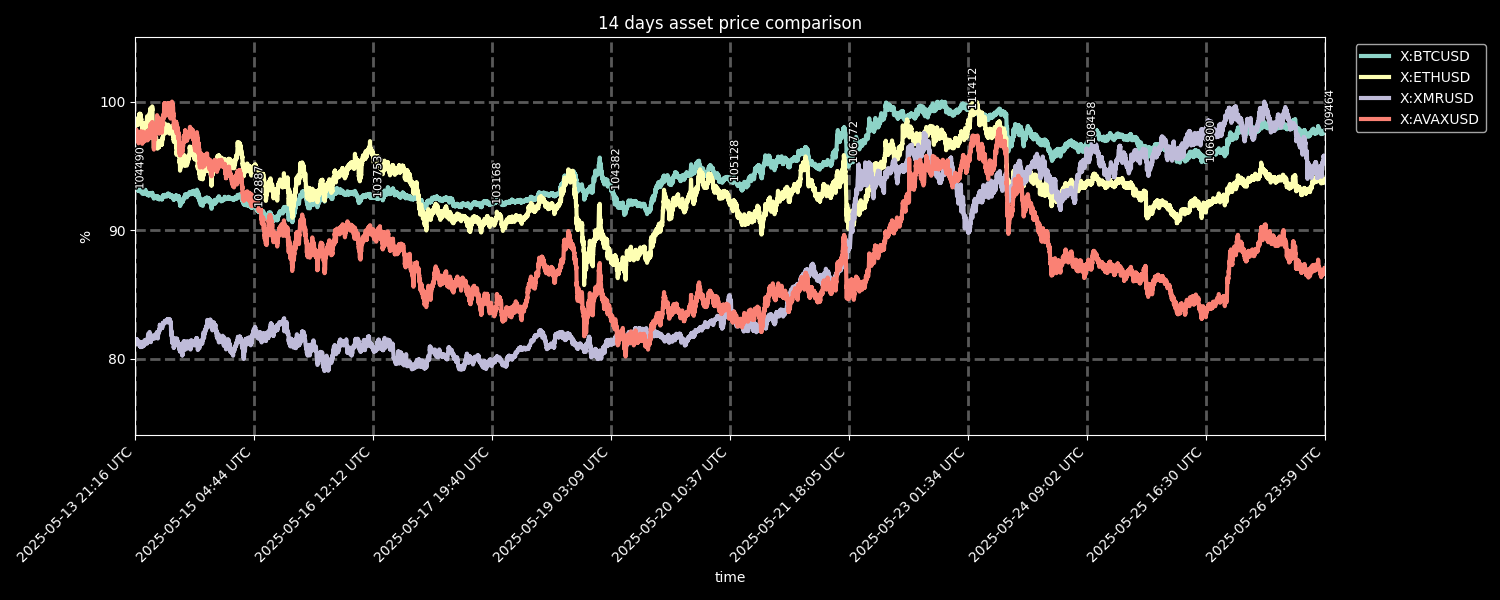 14 days asset price comparison
X:BTCUSD
X:ETHUSD
X:XMRUSD
X:AVAXUSD
%
100
90
80
104490
102887
103753
103168
104382
105128
106772
111412
108458
106800
109464
2025-05-13 21:16 UTC
2025-05-15 04:44 UTC
2025-05-16 12:12 UTC
2025-05-17 19:40 UTC
2025-05-19 03:09 UTC
2025-05-20 10:37 UTC
2025-05-21 18:05 UTC
2025-05-23 01:34 UTC
2025-05-24 09:02 UTC
2025-05-25 16:30 UTC
2025-05-26 23:59 UTC
time